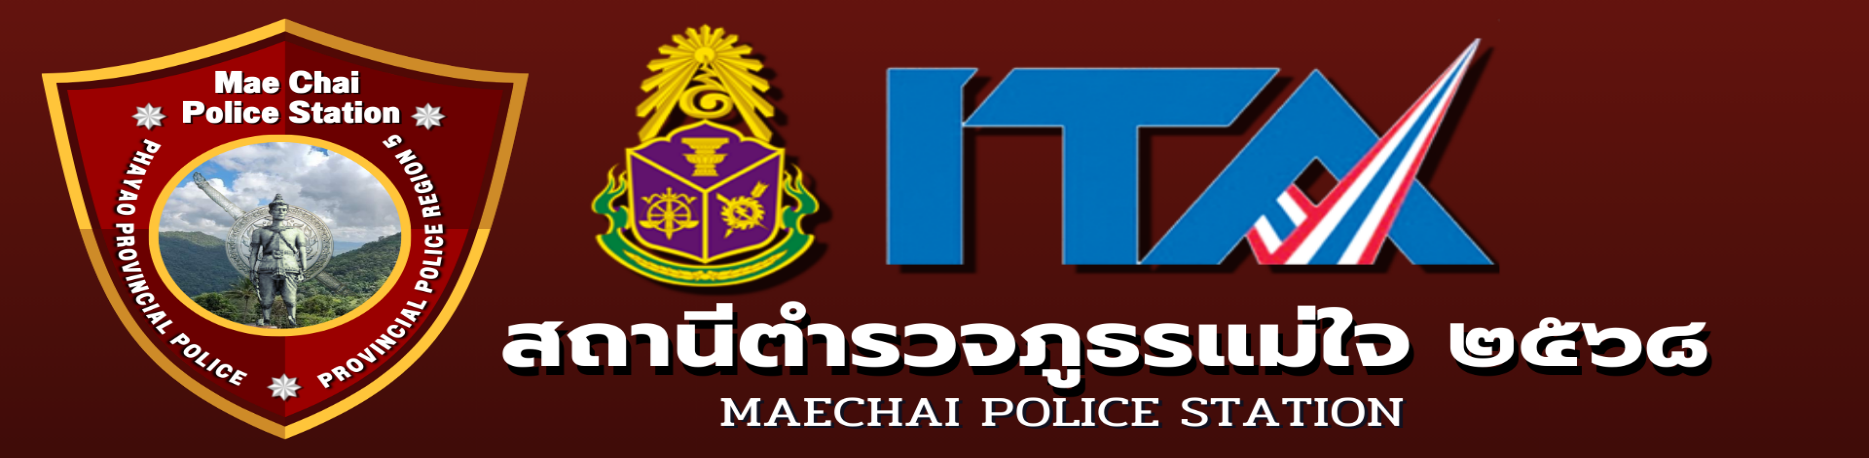 Mae Chai
Police Station
PHAYAO PROVINCIAL POLICE
PROVINCIAL POLICE REGION 5
ITA
สถานีตำรวจภูธรแม่ใจ ๒๕๖๘
MAECHAI POLICE STATION